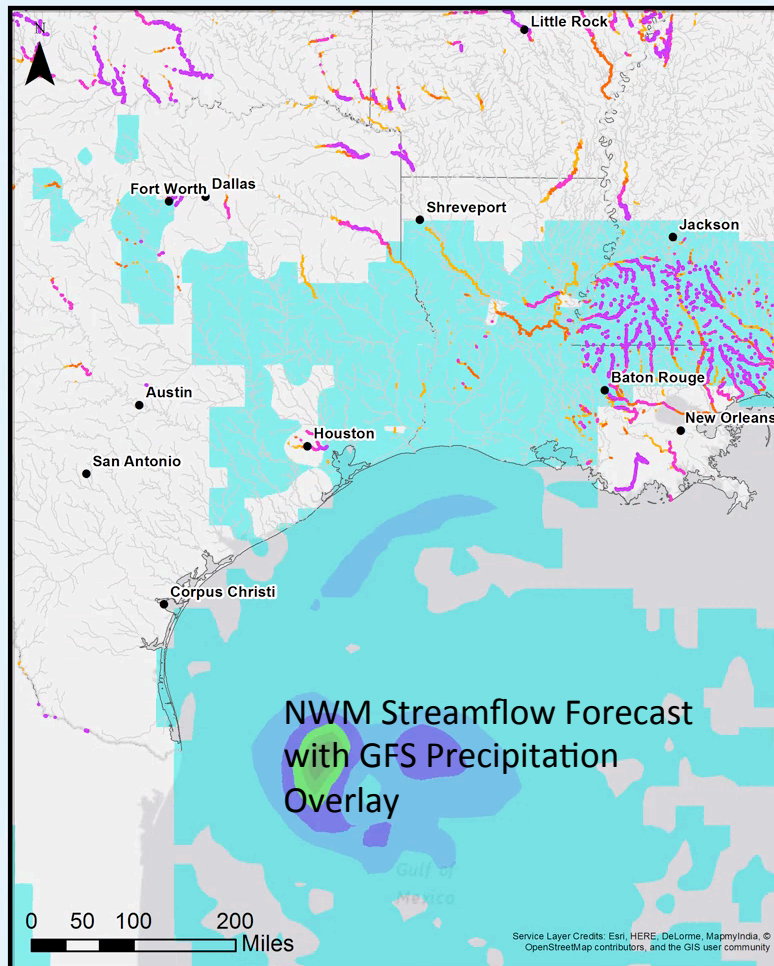 N
Little Rock
Fort Worth
Dallas
Shreveport
Jackson
Austin
Baton Rouge
Houston
New Orleans
San Antonio
Corpus Christi
NWM Streamflow Forecast
with GFS Precipitation
Overlay
Gulf of
Mexico
0 50 100 200
Miles
Service Layer Credits: Esri, HERE, DeLorme, MapmyIndia, ©
OpenStreetMap contributors, and the GIS user community